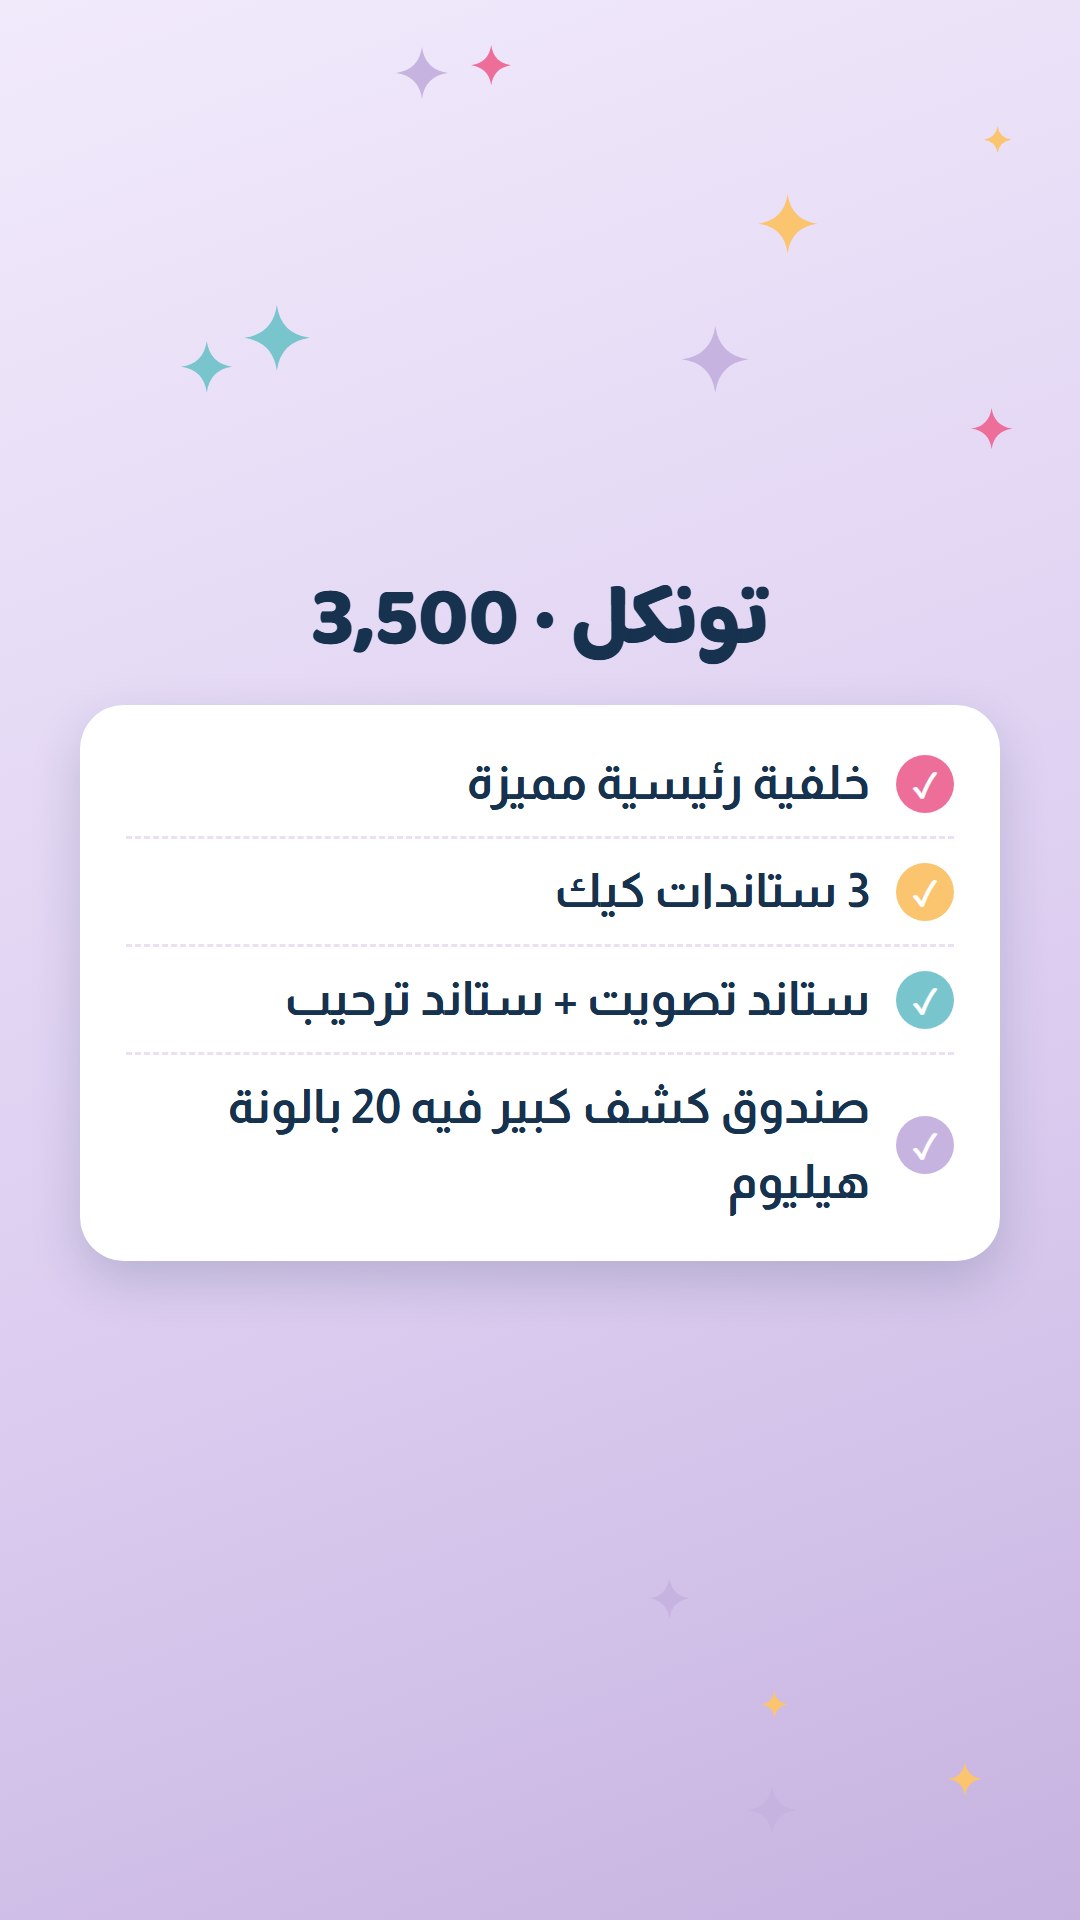 تونكل · 3,500
خلفية رئيسية مميزة
3 ستاندات كيك
ستاند تصويت + ستاند ترحيب
صندوق كشف كبير فيه 20 بالونة
هيليوم